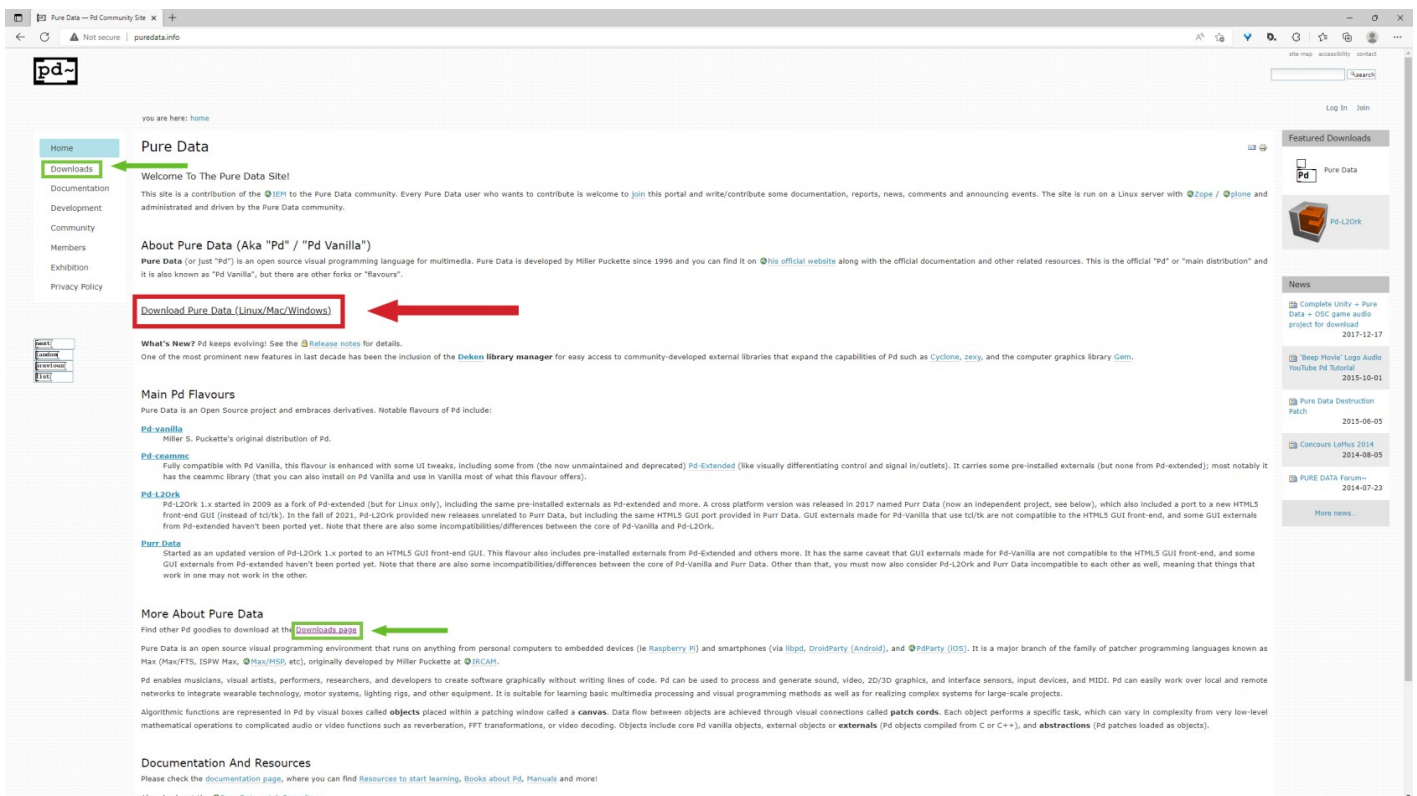 Pure Data — Pd Community Site
Not secure | puredata.info
site map accessibility contact
pd~
search
Log In Join
you are here: home
Home
Downloads
Documentation
Development
Community
Members
Exhibition
Privacy Policy
next
random
previous
list
Pure Data
Welcome To The Pure Data Site!
This site is a contribution of the IEM to the Pure Data community. Every Pure Data user who wants to contribute is welcome to join this portal and write/contribute some documentation, reports, news, comments and announcing events. The site is run on a Linux server with Zope / plone and
administrated and driven by the Pure Data community.
About Pure Data (Aka "Pd" / "Pd Vanilla")
Pure Data (or just "Pd") is an open source visual programming language for multimedia. Pure Data is developed by Miller Puckette since 1996 and you can find it on his official website along with the official documentation and other related resources. This is the official "Pd" or "main distribution" and
it is also known as "Pd Vanilla", but there are other forks or "flavours".
Download Pure Data (Linux/Mac/Windows)
What's New? Pd keeps evolving! See the Release notes for details.
One of the most prominent new features in last decade has been the inclusion of the Deken library manager for easy access to community-developed external libraries that expand the capabilities of Pd such as Cyclone, zexy, and the computer graphics library Gem.
Main Pd Flavours
Pure Data is an Open Source project and embraces derivatives. Notable flavours of Pd include:
Pd-vanilla
Miller S. Puckette's original distribution of Pd.
Pd-ceammc
Fully compatible with Pd Vanilla, this flavour is enhanced with some UI tweaks, including some from (the now unmaintained and deprecated) Pd-Extended (like visually differentiating control and signal in/outlets). It carries some pre-installed externals (but none from Pd-extended); most notably it
has the ceammc library (that you can also install on Pd Vanilla and use in Vanilla most of what this flavour offers).
Pd-L2Ork
Pd-L2Ork 1.x started in 2009 as a fork of Pd-extended (but for Linux only), including the same pre-installed externals as Pd-extended and more. A cross platform version was released in 2017 named Purr Data (now an independent project, see below), which also included a port to a new HTML5
front-end GUI (instead of tcl/tk). In the fall of 2021, Pd-L2Ork provided new releases unrelated to Purr Data, but including the same HTML5 GUI port provided in Purr Data. GUI externals made for Pd-Vanilla that use tcl/tk are not compatible to the HTML5 GUI front-end, and some GUI externals
from Pd-extended haven't been ported yet. Note that there are also some incompatibilities/differences between the core of Pd-Vanilla and Pd-L2Ork.
Purr Data
Started as an updated version of Pd-L2Ork 1.x ported to an HTML5 GUI front-end GUI. This flavour also includes pre-installed externals from Pd-Extended and others more. It has the same caveat that GUI externals made for Pd-Vanilla are not compatible to the HTML5 GUI front-end, and some
GUI externals from Pd-extended haven't been ported yet. Note that there are also some incompatibilities/differences between the core of Pd-Vanilla and Purr Data. Other than that, you must now also consider Pd-L2Ork and Purr Data incompatible to each other as well, meaning that things that
work in one may not work in the other.
More About Pure Data
Find other Pd goodies to download at the Downloads page
Pure Data is an open source visual programming environment that runs on anything from personal computers to embedded devices (ie Raspberry Pi) and smartphones (via libpd, DroidParty (Android), and PdParty (iOS). It is a major branch of the family of patcher programming languages known as
Max (Max/FTS, ISPW Max, Max/MSP, etc), originally developed by Miller Puckette at IRCAM.
Pd enables musicians, visual artists, performers, researchers, and developers to create software graphically without writing lines of code. Pd can be used to process and generate sound, video, 2D/3D graphics, and interface sensors, input devices, and MIDI. Pd can easily work over local and remote
networks to integrate wearable technology, motor systems, lighting rigs, and other equipment. It is suitable for learning basic multimedia processing and visual programming methods as well as for realizing complex systems for large-scale projects.
Algorithmic functions are represented in Pd by visual boxes called objects placed within a patching window called a canvas. Data flow between objects are achieved through visual connections called patch cords. Each object performs a specific task, which can vary in complexity from very low-level
mathematical operations to complicated audio or video functions such as reverberation, FFT transformations, or video decoding. Objects include core Pd vanilla objects, external objects or externals (Pd objects compiled from C or C++), and abstractions (Pd patches loaded as objects).
Documentation And Resources
Please check the documentation page, where you can find Resources to start learning, Books about Pd, Manuals and more!
Featured Downloads
Pd
Pure Data
Pd-L2Ork
News
Complete Unity + Pure
Data + OSC game audio
project for download
2017-12-17
'Beep Movie' Logo Audio
YouTube Pd Tutorial
2015-10-01
Pure Data Destruction
Patch
2015-06-05
Concours LoMus 2014
2014-08-05
PURE DATA Forum~
2014-07-23
More news...